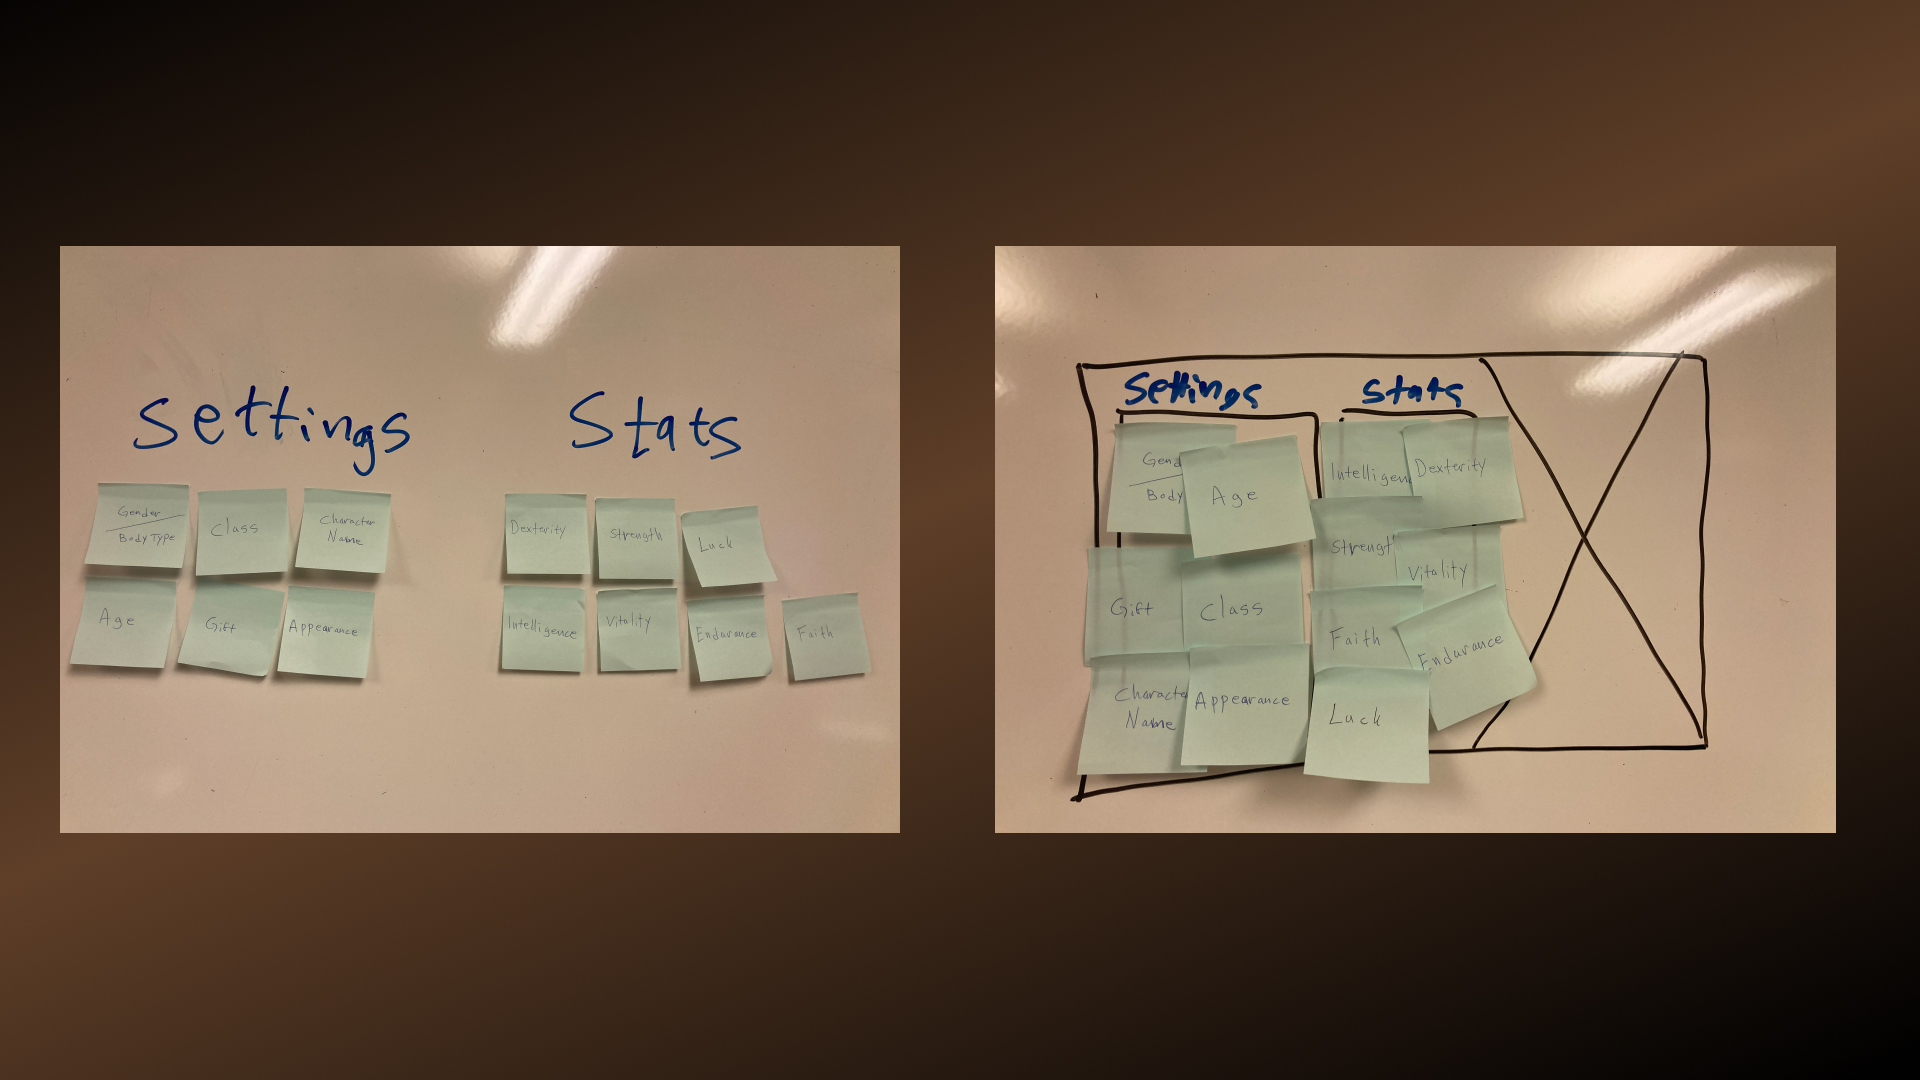 Settings
Stats
Gender
Body Type
Class
Character
Name
Age
Gift
Appearance
Dexterity
Strength
Luck
Intelligence
Vitality
Endurance
Faith
Settings
Stats
Gend
Body
Age
Gift
Class
Characte
Name
Appearance
Intelligen
Dexterity
Strengt
Vitality
Faith
Endurance
Luck